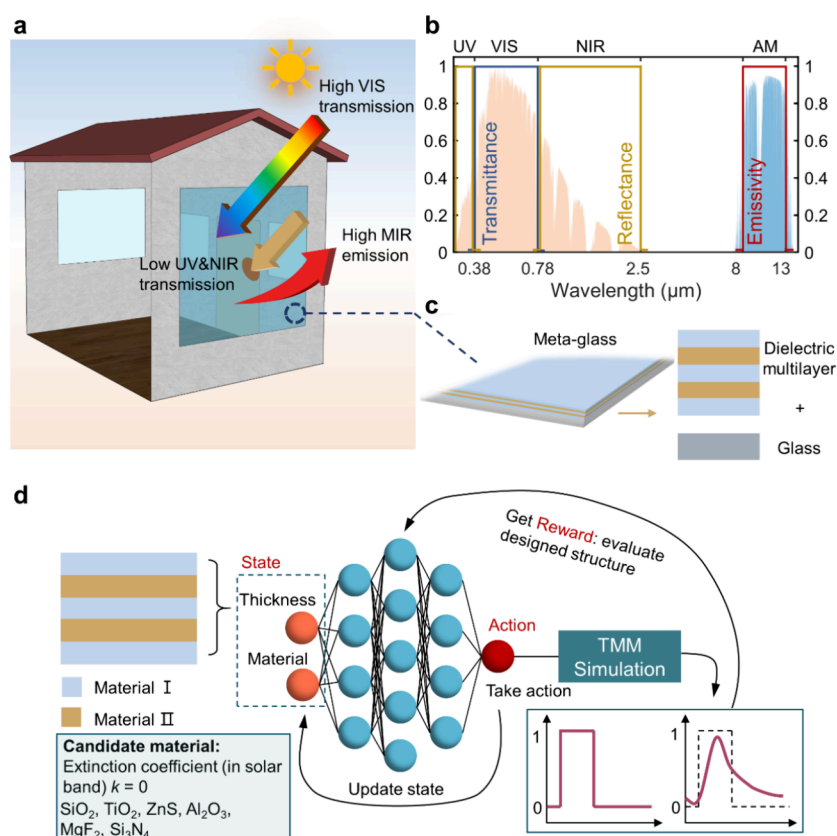 a
High VIS
transmission
High MIR
emission
Low UV&NIR
transmission
b
UV VIS NIR AM
1
0.8
0.6
0.4
0.2
0
Transmittance
Reflectance
Emissivity
1
0.8
0.6
0.4
0.2
0
0.38 0.78 2.5 8 13
Wavelength (μm)
c
Meta-glass
Dielectric
multilayer
+
Glass
d
Get Reward: evaluate
designed structure
State
Thickness
Material
Action
Take action
TMM
Simulation
Update state
Material Ⅰ
Material Ⅱ
Candidate material:
Extinction coefficient (in solar
band) k = 0
SiO₂, TiO₂, ZnS, Al₂O₃,
MgF₂, Si₃N₄
1
0
1
0